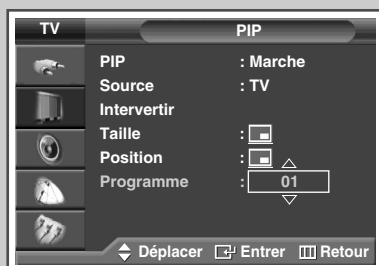 TV PIP
PIP : Marche
Source : TV
Intervertir
Taille :
Position :
Programme : 01
Déplacer Entrer Retour